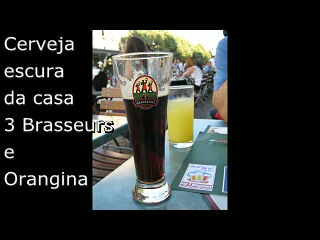 Cerveja
escura
da casa
3 Brasseurs
e
Orangina